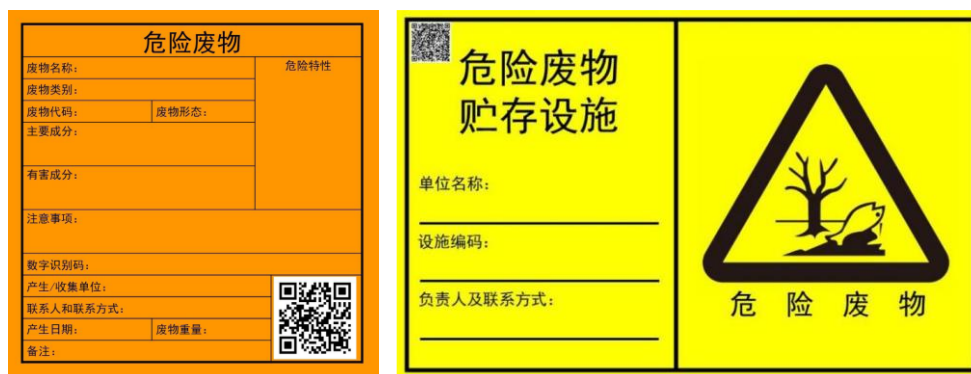 危险废物
废物名称：
危险特性
废物类别：
废物代码：
废物形态：
主要成分：
有害成分：
注意事项：
数字识别码：
产生/收集单位：
联系人和联系方式：
产生日期：
废物重量：
备注：
危险废物
贮存设施
单位名称：
设施编码：
负责人及联系方式：
危险废物